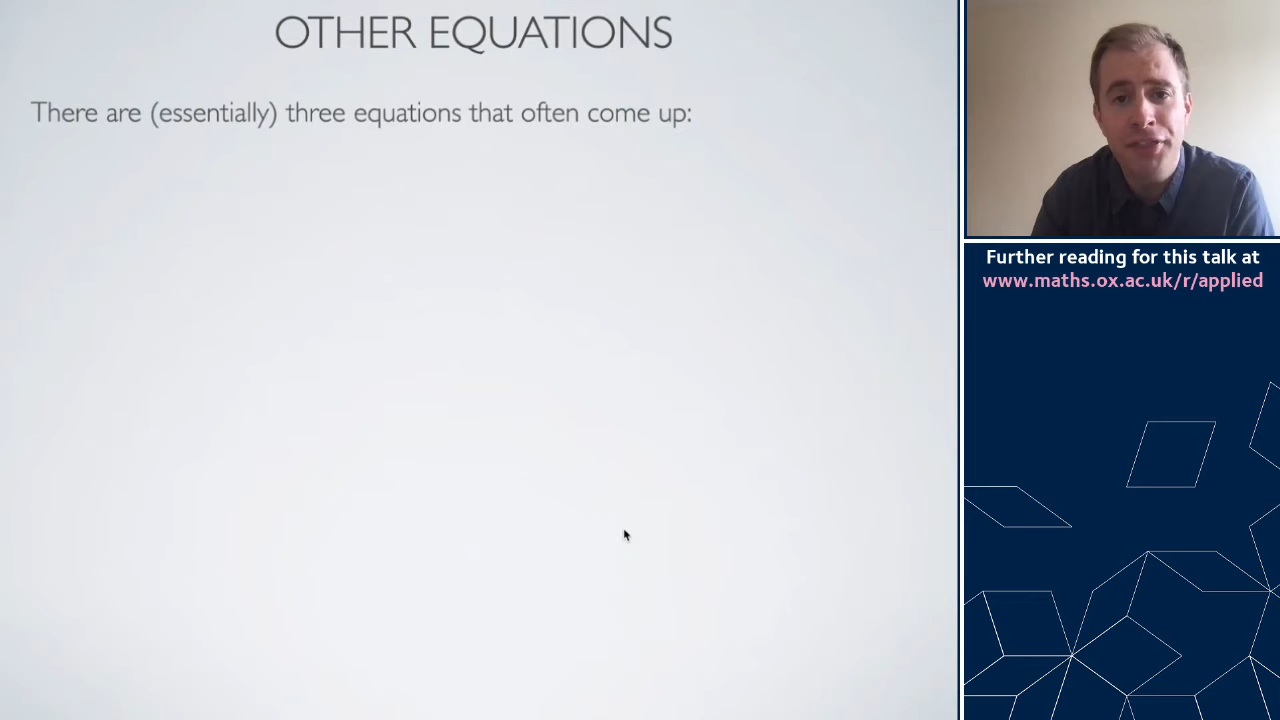 OTHER EQUATIONS
There are (essentially) three equations that often come up:
Further reading for this talk at
www.maths.ox.ac.uk/r/applied